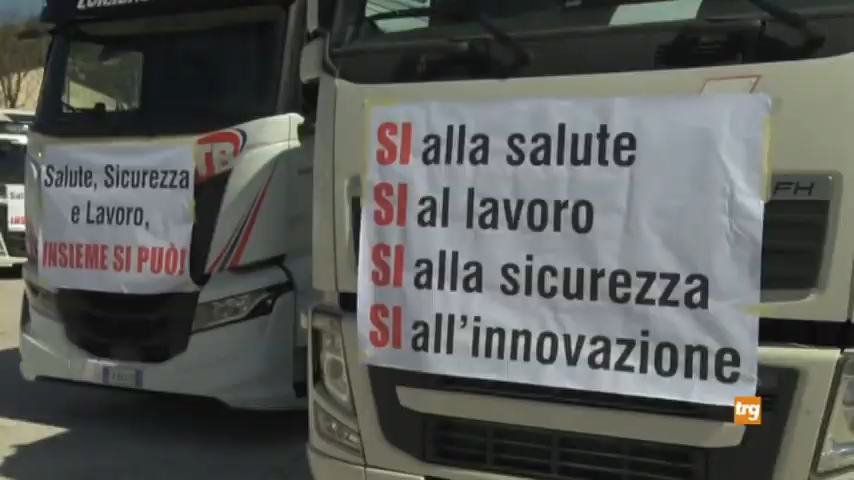 Salute, Sicurezza
e Lavoro,
INSIEME SI PUÒ!
TB
SI alla salute
SI al lavoro
SI alla sicurezza
SI all'innovazione
FH
trg